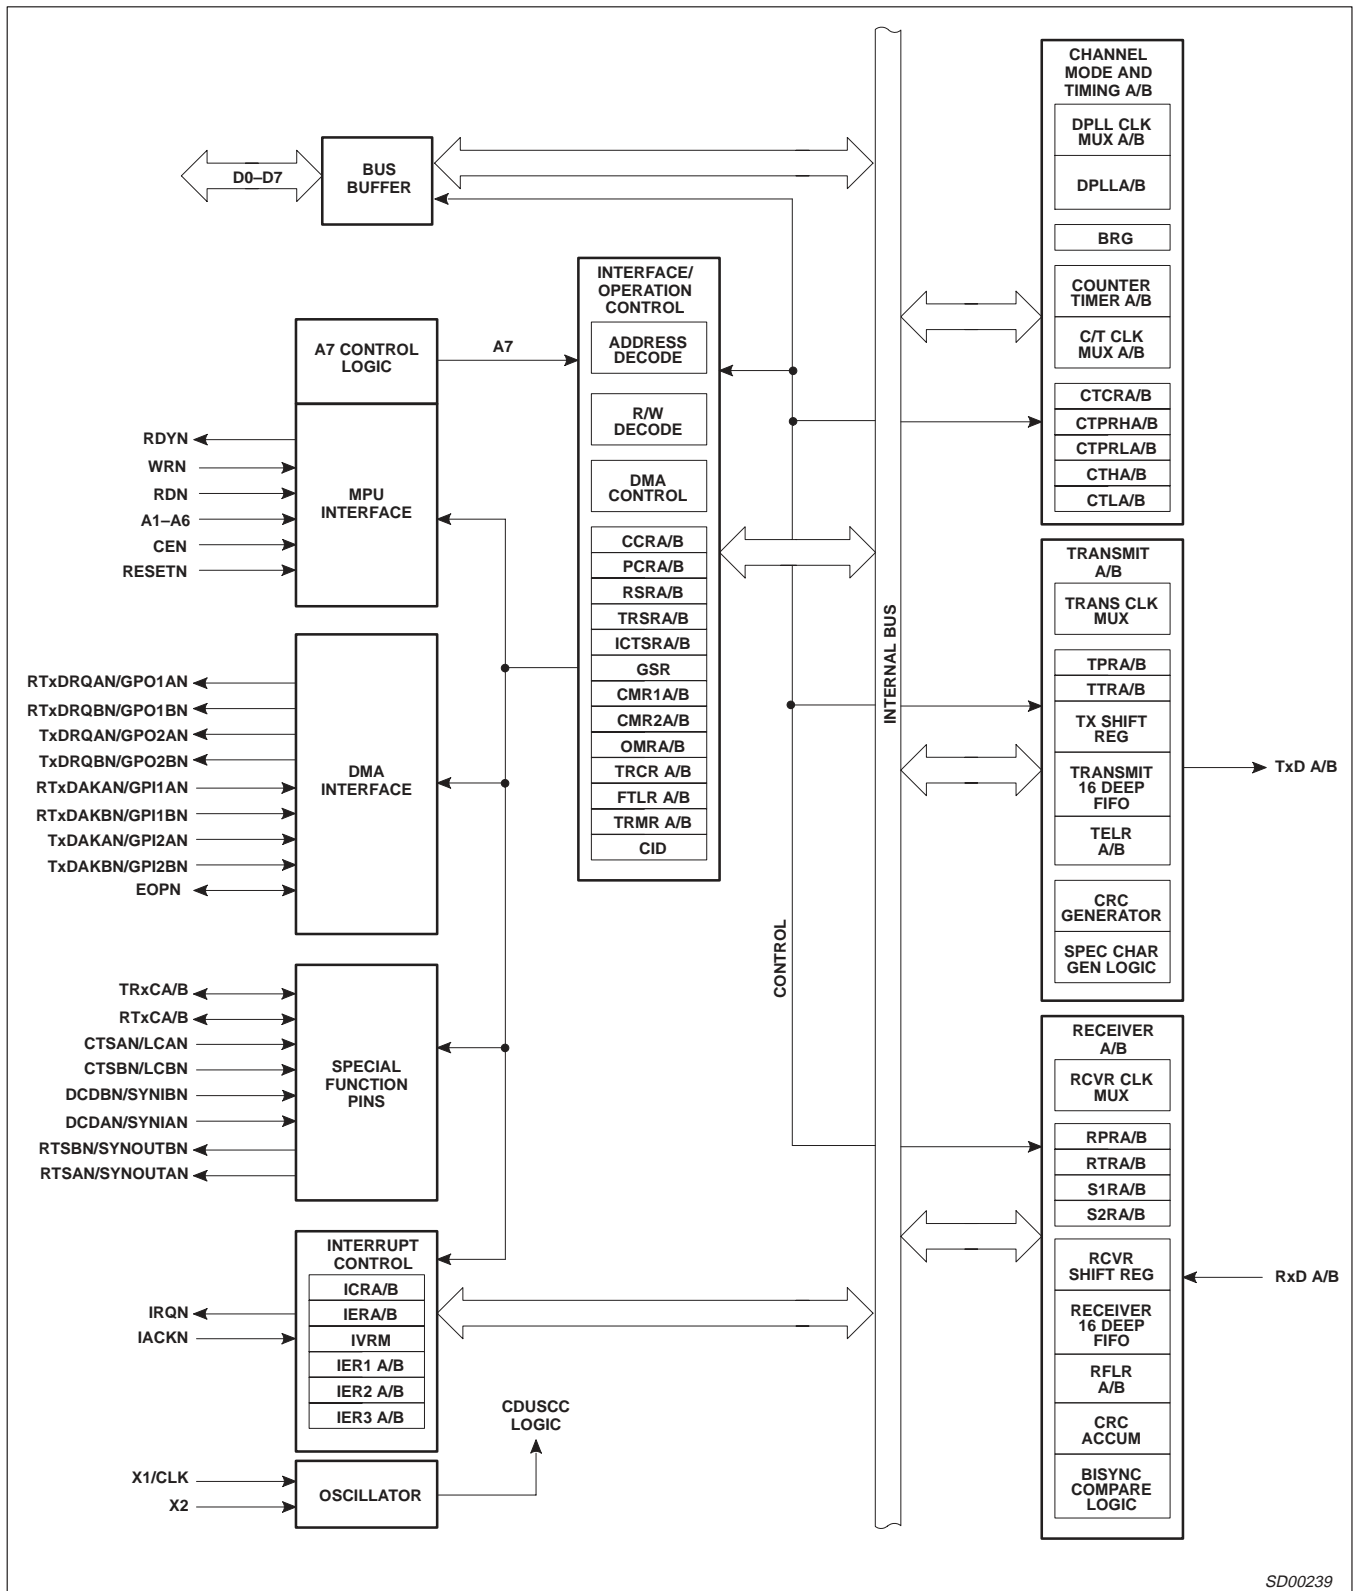 D0–D7
BUS
BUFFER
A7 CONTROL
LOGIC
A7
MPU
INTERFACE
RDYN
WRN
RDN
A1–A6
CEN
RESETN
DMA
INTERFACE
RTxDRQAN/GPO1AN
RTxDRQBN/GPO1BN
TxDRQAN/GPO2AN
TxDRQBN/GPO2BN
RTxDAKAN/GPI1AN
RTxDAKBN/GPI1BN
TxDAKAN/GPI2AN
TxDAKBN/GPI2BN
EOPN
SPECIAL
FUNCTION
PINS
TRxCA/B
RTxCA/B
CTSAN/LCAN
CTSBN/LCBN
DCDBN/SYNIBN
DCDAN/SYNIAN
RTSBN/SYNOUTBN
RTSAN/SYNOUTAN
INTERRUPT
CONTROL
ICRA/B
IERA/B
IVRM
IER1 A/B
IER2 A/B
IER3 A/B
IRQN
IACKN
X1/CLK
X2
OSCILLATOR
CDUSCC
LOGIC
INTERFACE/
OPERATION
CONTROL
ADDRESS
DECODE
R/W
DECODE
DMA
CONTROL
CCRA/B
PCRA/B
RSRA/B
TRSRA/B
ICTSRA/B
GSR
CMR1A/B
CMR2A/B
OMRA/B
TRCR A/B
FTLR A/B
TRMR A/B
CID
CONTROL
INTERNAL BUS
CHANNEL
MODE AND
TIMING A/B
DPLL CLK
MUX A/B
DPLLA/B
BRG
COUNTER
TIMER A/B
C/T CLK
MUX A/B
CTCRA/B
CTPRHA/B
CTPRLA/B
CTHA/B
CTLA/B
TRANSMIT
A/B
TRANS CLK
MUX
TPRA/B
TTRA/B
TX SHIFT
REG
TRANSMIT
16 DEEP
FIFO
TELR
A/B
CRC
GENERATOR
SPEC CHAR
GEN LOGIC
TxD A/B
RECEIVER
A/B
RCVR CLK
MUX
RPRA/B
RTRA/B
S1RA/B
S2RA/B
RCVR
SHIFT REG
RECEIVER
16 DEEP
FIFO
RFLR
A/B
CRC
ACCUM
BISYNC
COMPARE
LOGIC
RxD A/B
SD00239